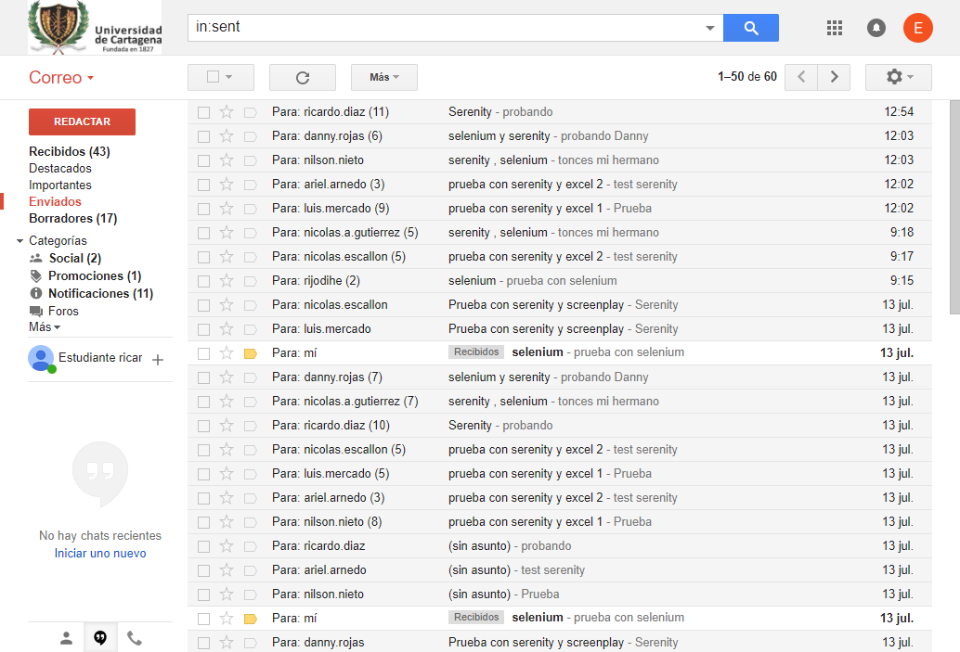 Universidad
de Cartagena
Fundada en 1827
in:sent
E
Correo
Más
1–50 de 60
REDACTAR
Recibidos (43)
Destacados
Importantes
Enviados
Borradores (17)
Categorías
Social (2)
Promociones (1)
Notificaciones (11)
Foros
Más
Estudiante ricar
No hay chats recientes
Iniciar uno nuevo
Para: ricardo.diaz (11) Serenity - probando 12:54
Para: danny.rojas (6) selenium y serenity - probando Danny 12:03
Para: nilson.nieto serenity , selenium - tonces mi hermano 12:03
Para: ariel.arnedo (3) prueba con serenity y excel 2 - test serenity 12:02
Para: luis.mercado (9) prueba con serenity y excel 1 - Prueba 12:02
Para: nicolas.a.gutierrez (5) serenity , selenium - tonces mi hermano 9:18
Para: nicolas.escallon (5) prueba con serenity y excel 2 - test serenity 9:17
Para: rijodihe (2) selenium - prueba con selenium 9:15
Para: nicolas.escallon Prueba con serenity y screenplay - Serenity 13 jul.
Para: luis.mercado Prueba con serenity y screenplay - Serenity 13 jul.
Para: mí Recibidos selenium - prueba con selenium 13 jul.
Para: danny.rojas (7) selenium y serenity - probando Danny 13 jul.
Para: nicolas.a.gutierrez (7) serenity , selenium - tonces mi hermano 13 jul.
Para: ricardo.diaz (10) Serenity - probando 13 jul.
Para: nicolas.escallon (5) prueba con serenity y excel 2 - test serenity 13 jul.
Para: luis.mercado (5) prueba con serenity y excel 1 - Prueba 13 jul.
Para: ariel.arnedo (3) prueba con serenity y excel 2 - test serenity 13 jul.
Para: nilson.nieto (8) prueba con serenity y excel 1 - Prueba 13 jul.
Para: ricardo.diaz (sin asunto) - probando 13 jul.
Para: ariel.arnedo (sin asunto) - test serenity 13 jul.
Para: nilson.nieto (sin asunto) - Prueba 13 jul.
Para: mí Recibidos selenium - prueba con selenium 13 jul.
Para: danny.rojas Prueba con serenity y screenplay - Serenity 13 jul.